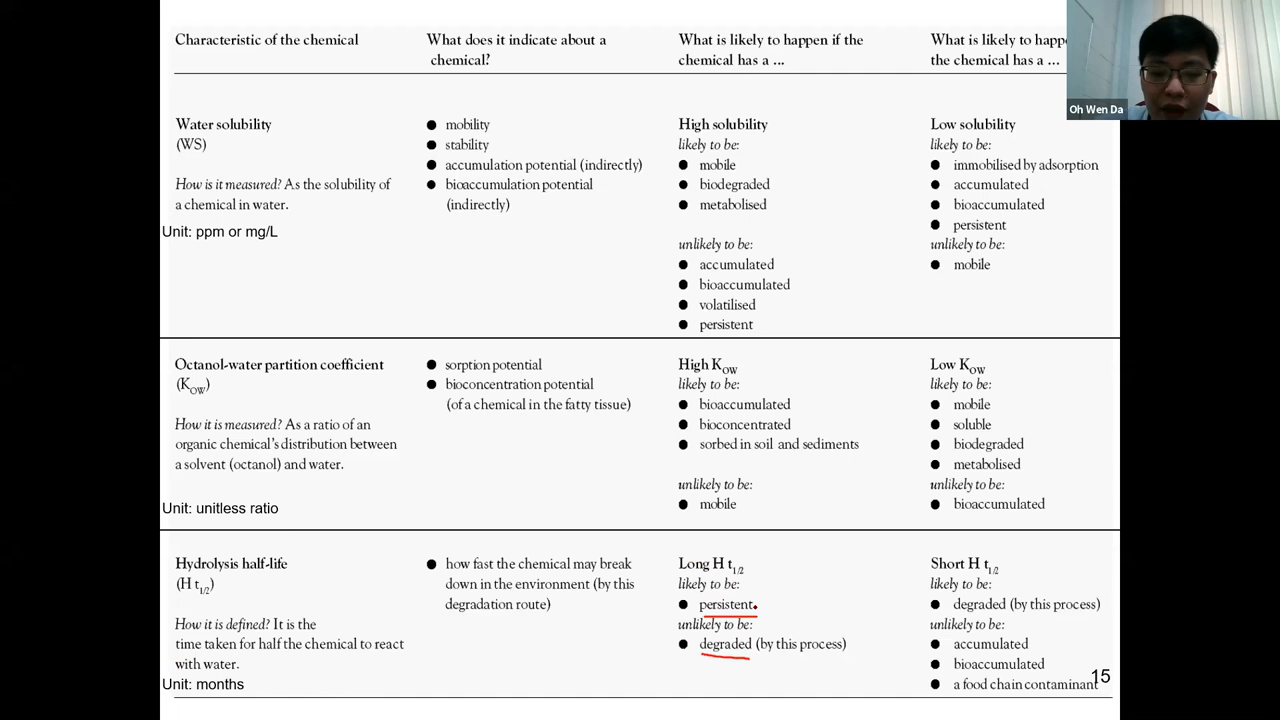 Characteristic of the chemical
What does it indicate about a
chemical?
What is likely to happen if the
chemical has a ...
What is likely to happ
the chemical has a ...
Oh Wen Da
Water solubility
(WS)
How is it measured? As the solubility of
a chemical in water.
Unit: ppm or mg/L
● mobility
● stability
● accumulation potential (indirectly)
● bioaccumulation potential
(indirectly)
High solubility
likely to be:
● mobile
● biodegraded
● metabolised
unlikely to be:
● accumulated
● bioaccumulated
● volatilised
● persistent
Low solubility
likely to be:
● immobilised by adsorption
● accumulated
● bioaccumulated
● persistent
unlikely to be:
● mobile
Octanol-water partition coefficient
(KOW)
How it is measured? As a ratio of an
organic chemical's distribution between
a solvent (octanol) and water.
Unit: unitless ratio
● sorption potential
● bioconcentration potential
(of a chemical in the fatty tissue)
High KOW
likely to be:
● bioaccumulated
● bioconcentrated
● sorbed in soil and sediments
unlikely to be:
● mobile
Low KOW
likely to be:
● mobile
● soluble
● biodegraded
● metabolised
unlikely to be:
● bioaccumulated
Hydrolysis half-life
(H t1/2)
How it is defined? It is the
time taken for half the chemical to react
with water.
Unit: months
● how fast the chemical may break
down in the environment (by this
degradation route)
Long H t1/2
likely to be:
● persistent
unlikely to be:
● degraded (by this process)
Short H t1/2
likely to be:
● degraded (by this process)
unlikely to be:
● accumulated
● bioaccumulated
● a food chain contaminant
15